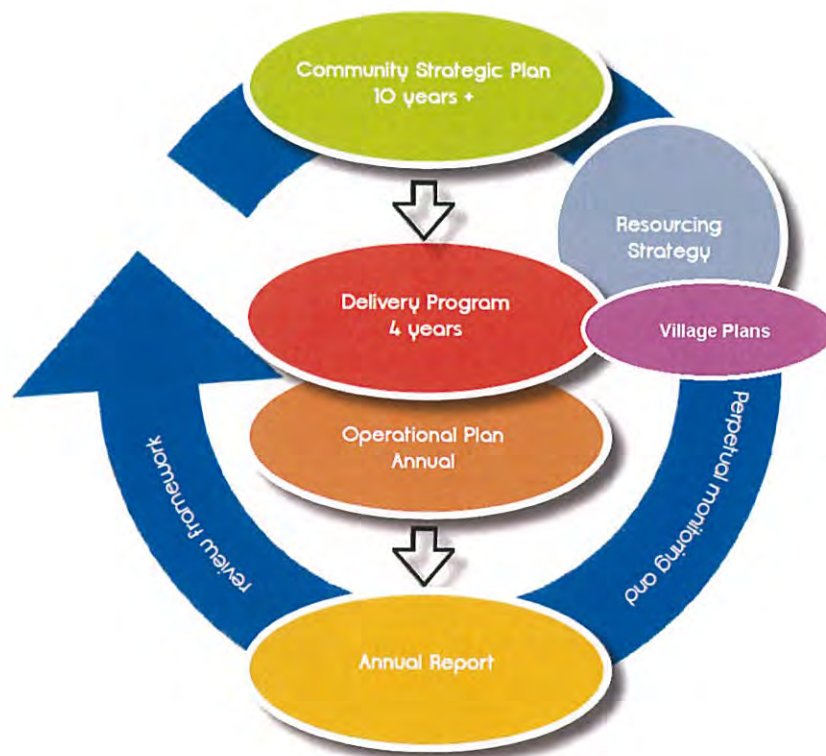 Community Strategic Plan
10 years +
Resourcing
Strategy
Delivery Program
4 years
Village Plans
Operational Plan
Annual
Perpetual monitoring and
review framework
Annual Report